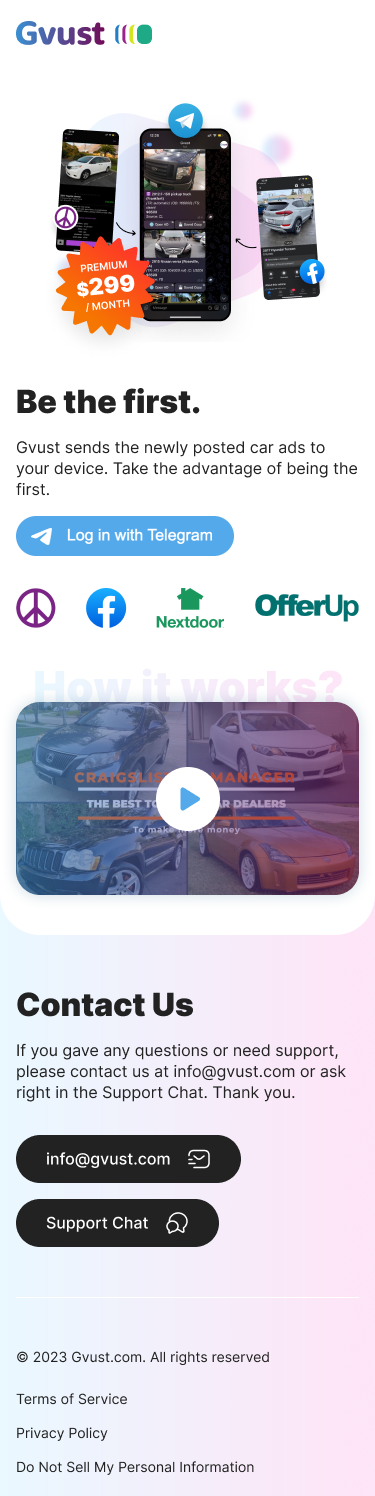 Gvust
PREMIUM
$299
/ MONTH
Be the first.
Gvust sends the newly posted car ads to
your device. Take the advantage of being the
first.
Log in with Telegram
Nextdoor
OfferUp
How it works?
THE BEST TO
AR DEALERS
To make
money
Contact Us
If you gave any questions or need support,
please contact us at info@gvust.com or ask
right in the Support Chat. Thank you.
info@gvust.com
Support Chat
© 2023 Gvust.com. All rights reserved
Terms of Service
Privacy Policy
Do Not Sell My Personal Information